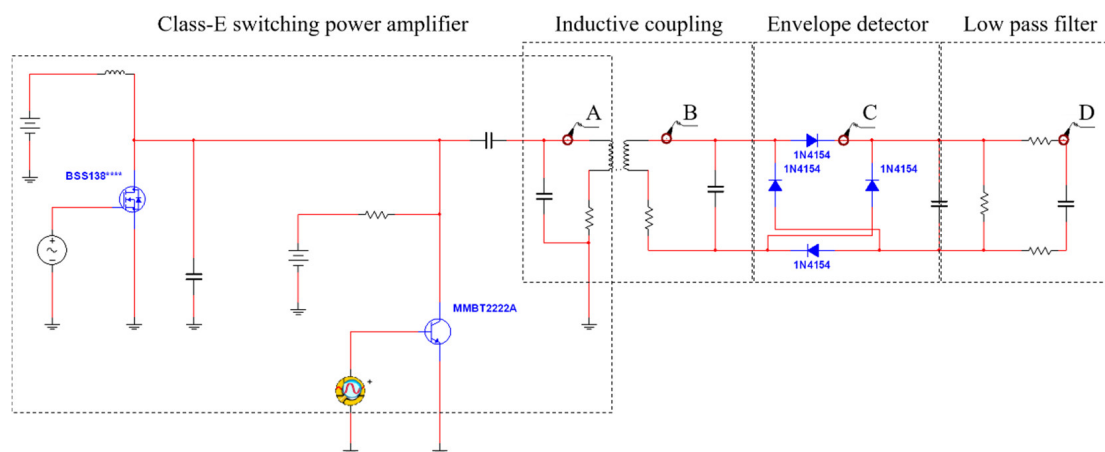 Class-E switching power amplifier
Inductive coupling
Envelope detector
Low pass filter
A
B
C
D
1N4154
1N4154
1N4154
1N4154
BSS138****
MMBT2222A